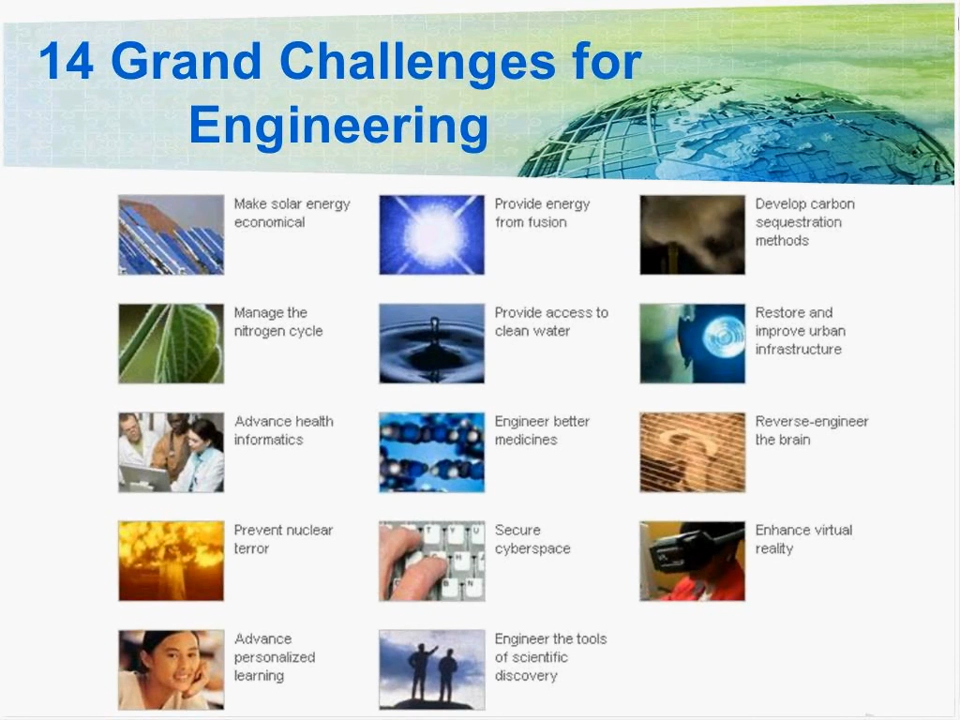 14 Grand Challenges for
Engineering
Make solar energy
economical
Provide energy
from fusion
Develop carbon
sequestration
methods
Manage the
nitrogen cycle
Provide access to
clean water
Restore and
improve urban
infrastructure
Advance health
informatics
Engineer better
medicines
Reverse-engineer
the brain
Prevent nuclear
terror
Secure
cyberspace
Enhance virtual
reality
Advance
personalized
learning
Engineer the tools
of scientific
discovery
T Y U
H
B N